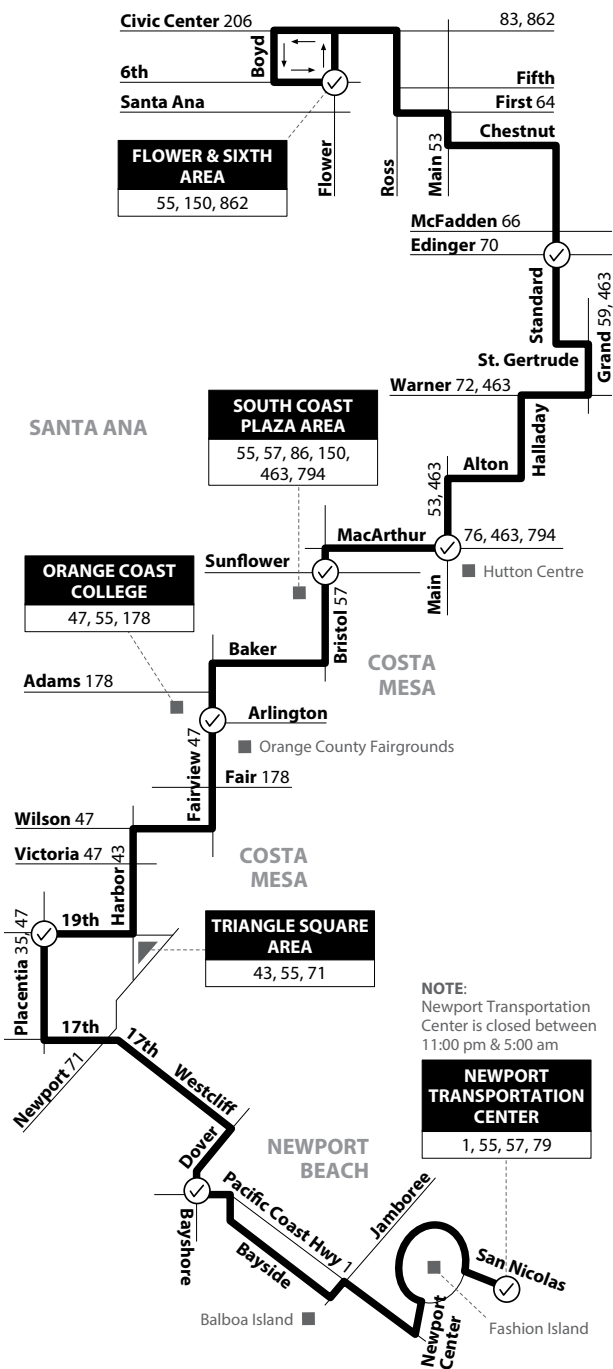 Civic Center 206
83, 862
Boyd
6th
Fifth
Santa Ana
First 64
Chestnut
FLOWER & SIXTH
AREA
55, 150, 862
Flower
Ross
Main 53
McFadden 66
Edinger 70
Standard
Grand 59, 463
St. Gertrude
Warner 72, 463
SANTA ANA
SOUTH COAST
PLAZA AREA
55, 57, 86, 150,
463, 794
Halladay
Alton
53, 463
MacArthur
76, 463, 794
Sunflower
Main
Hutton Centre
ORANGE COAST
COLLEGE
47, 55, 178
Bristol 57
Baker
COSTA
MESA
Adams 178
Arlington
Orange County Fairgrounds
Fairview 47
Fair 178
Wilson 47
Victoria 47
Harbor 43
COSTA
MESA
19th
Placentia 35, 47
TRIANGLE SQUARE
AREA
43, 55, 71
NOTE:
Newport Transportation
Center is closed between
11:00 pm & 5:00 am
17th
17th
Newport 71
Westcliff
NEWPORT
TRANSPORTATION
CENTER
1, 55, 57, 79
Dover
NEWPORT
BEACH
Pacific Coast Hwy 1
Jamboree
Bayshore
Bayside
San Nicolas
Balboa Island
Newport
Center
Fashion Island